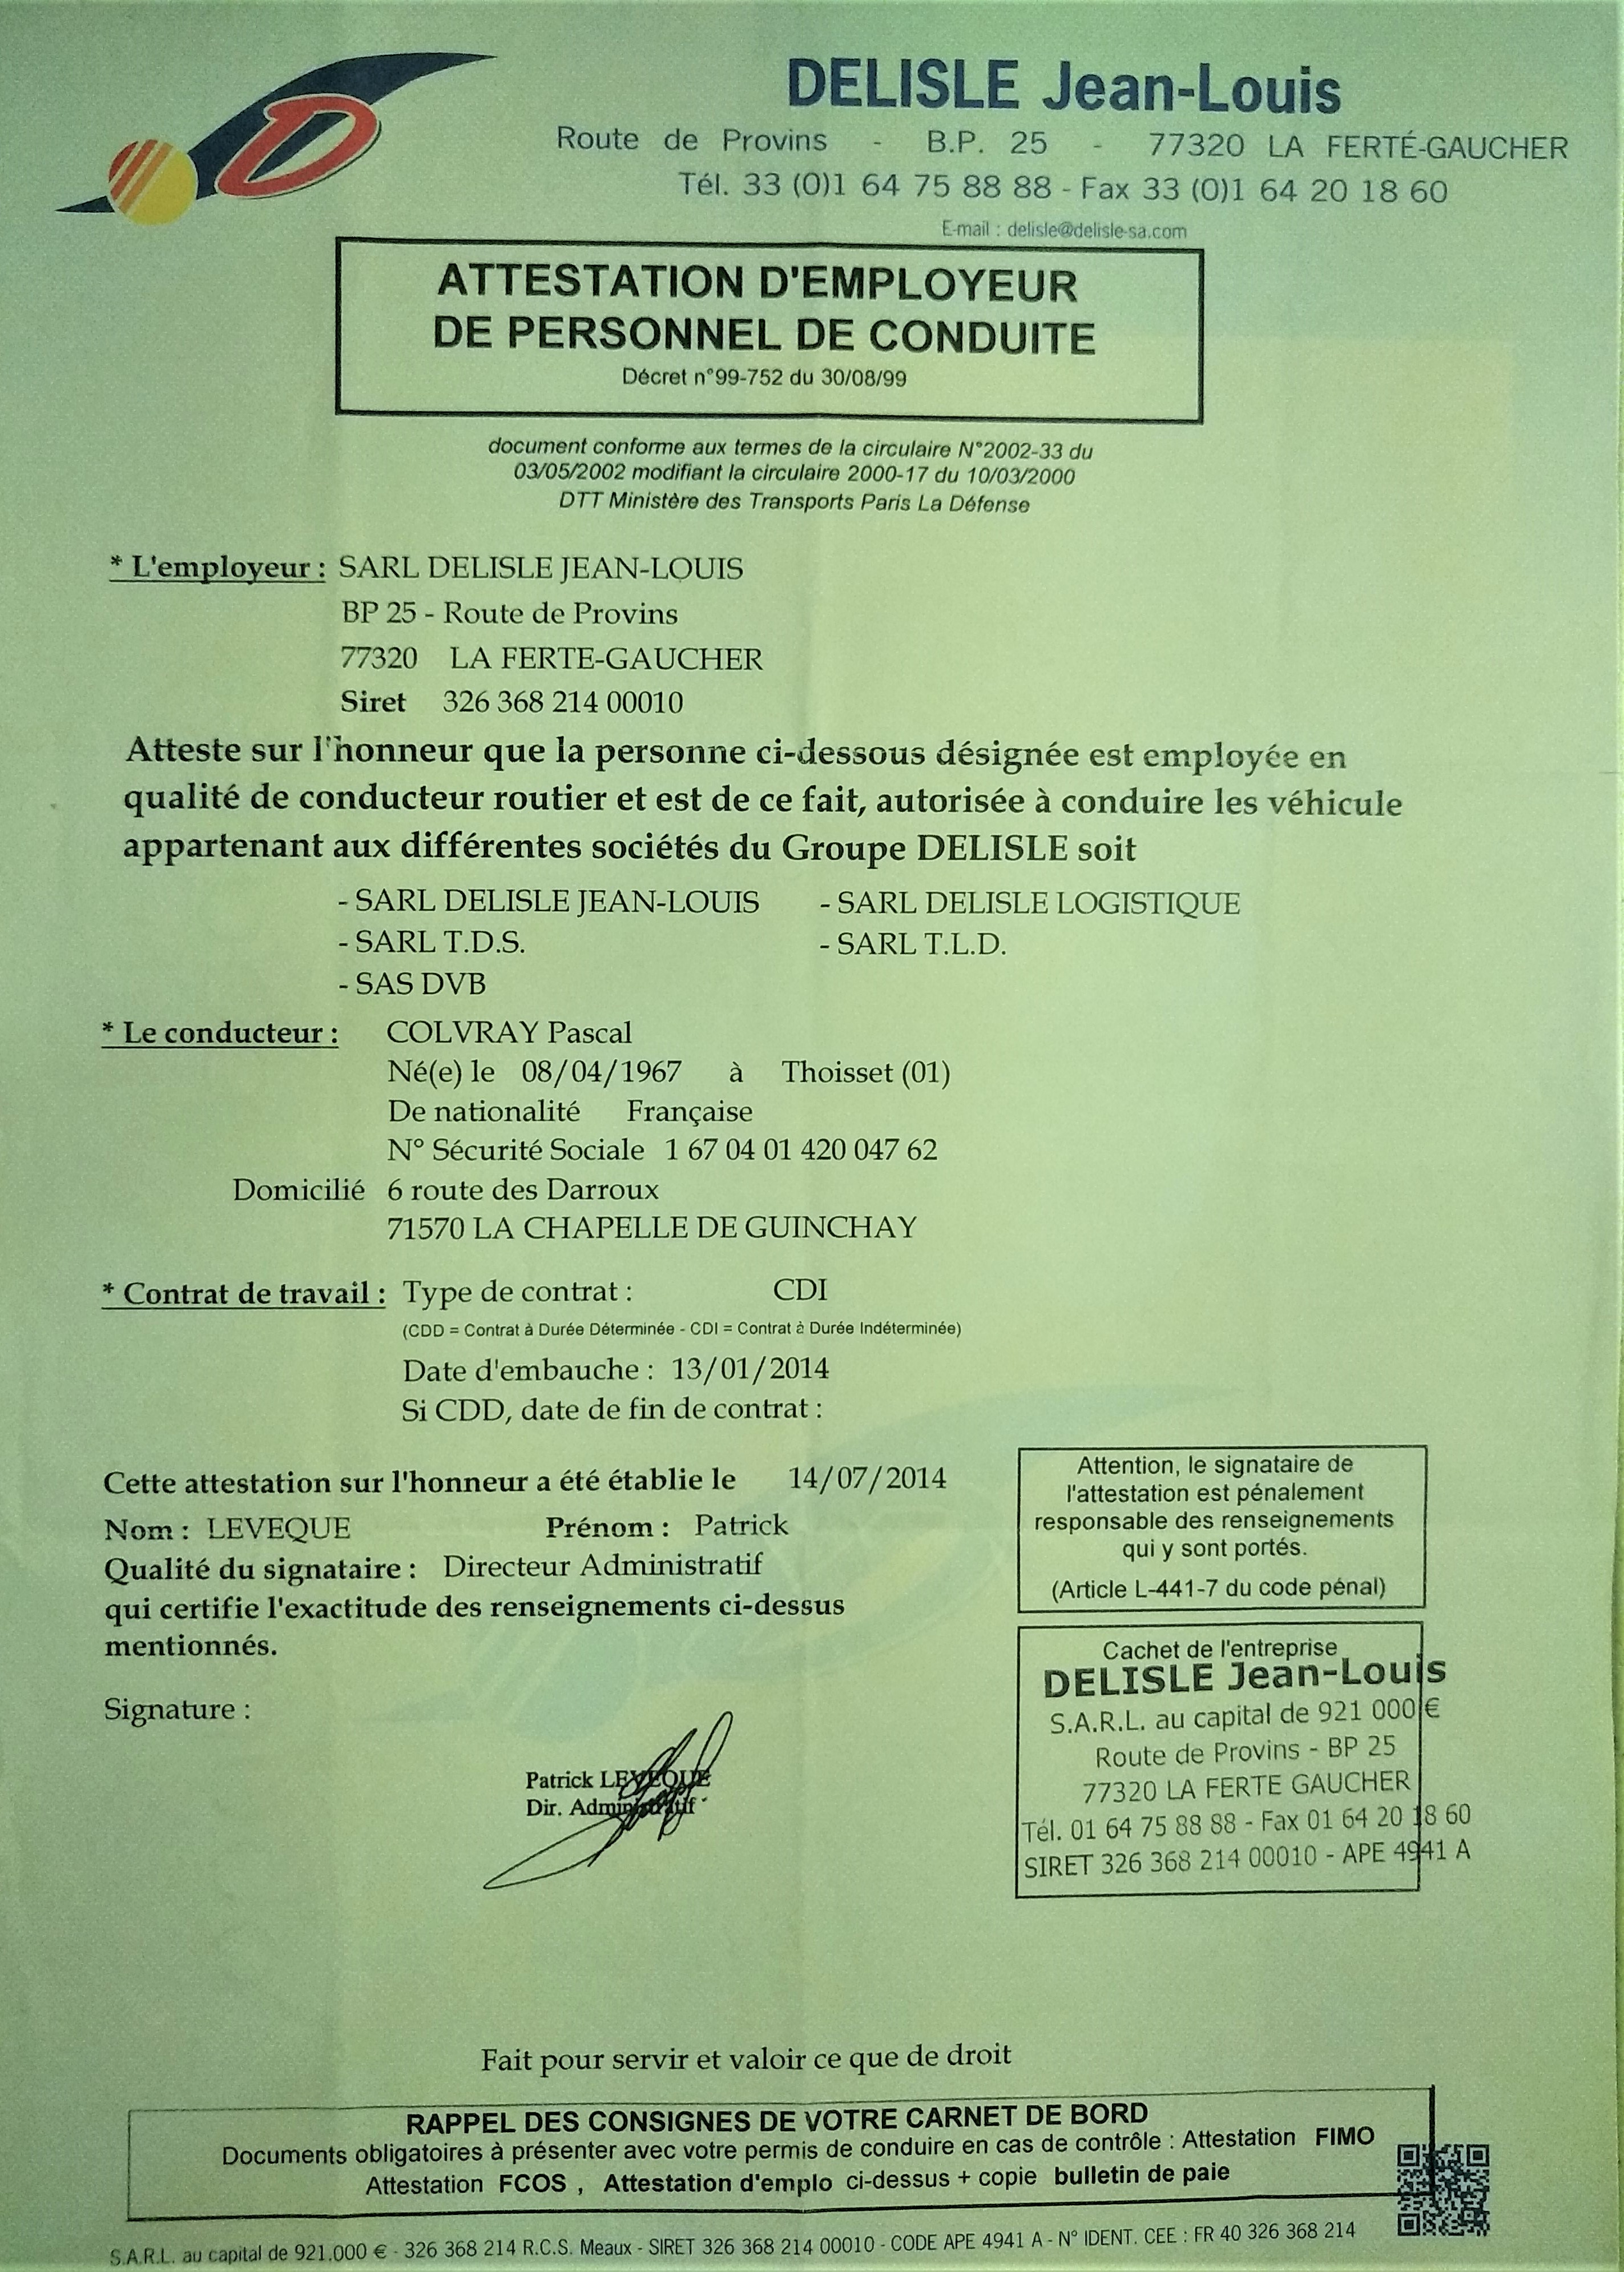 D
DELISLE Jean-Louis
Route de Provins - B.P. 25 - 77320 LA FERTÉ-GAUCHER
Tél. 33 (0)1 64 75 88 88 - Fax 33 (0)1 64 20 18 60
E-mail : delisle@delisle-sa.com
ATTESTATION D'EMPLOYEUR
DE PERSONNEL DE CONDUITE
Décret n°99-752 du 30/08/99
document conforme aux termes de la circulaire N°2002-33 du
03/05/2002 modifiant la circulaire 2000-17 du 10/03/2000
DTT Ministère des Transports Paris La Défense
* L'employeur : SARL DELISLE JEAN-LOUIS
BP 25 - Route de Provins
77320 LA FERTE-GAUCHER
Siret 326 368 214 00010
Atteste sur l'honneur que la personne ci-dessous désignée est employée en
qualité de conducteur routier et est de ce fait, autorisée à conduire les véhicule
appartenant aux différentes sociétés du Groupe DELISLE soit
- SARL DELISLE JEAN-LOUIS - SARL DELISLE LOGISTIQUE
- SARL T.D.S. - SARL T.L.D.
- SAS DVB
* Le conducteur : COLVRAY Pascal
Né(e) le 08/04/1967 à Thoisset (01)
De nationalité Française
N° Sécurité Sociale 1 67 04 01 420 047 62
Domicilié 6 route des Darroux
71570 LA CHAPELLE DE GUINCHAY
* Contrat de travail : Type de contrat : CDI
(CDD = Contrat à Durée Déterminée - CDI = Contrat à Durée Indéterminée)
Date d'embauche : 13/01/2014
Si CDD, date de fin de contrat :
Cette attestation sur l'honneur a été établie le 14/07/2014
Nom : LEVEQUE Prénom : Patrick
Qualité du signataire : Directeur Administratif
qui certifie l'exactitude des renseignements ci-dessus
mentionnés.
Signature :
Patrick LEVEQUE
Dir. Administratif
Attention, le signataire de
l'attestation est pénalement
responsable des renseignements
qui y sont portés.
(Article L-441-7 du code pénal)
Cachet de l'entreprise
DELISLE Jean-Louis
S.A.R.L. au capital de 921 000 €
Route de Provins - BP 25
77320 LA FERTE GAUCHER
Tél. 01 64 75 88 88 - Fax 01 64 20 18 60
SIRET 326 368 214 00010 - APE 4941 A
Fait pour servir et valoir ce que de droit
RAPPEL DES CONSIGNES DE VOTRE CARNET DE BORD
Documents obligatoires à présenter avec votre permis de conduire en cas de contrôle : Attestation FIMO
Attestation FCOS , Attestation d'emplo ci-dessus + copie bulletin de paie
S.A.R.L. au capital de 921.000 € - 326 368 214 R.C.S. Meaux - SIRET 326 368 214 00010 - CODE APE 4941 A - N° IDENT. CEE : FR 40 326 368 214